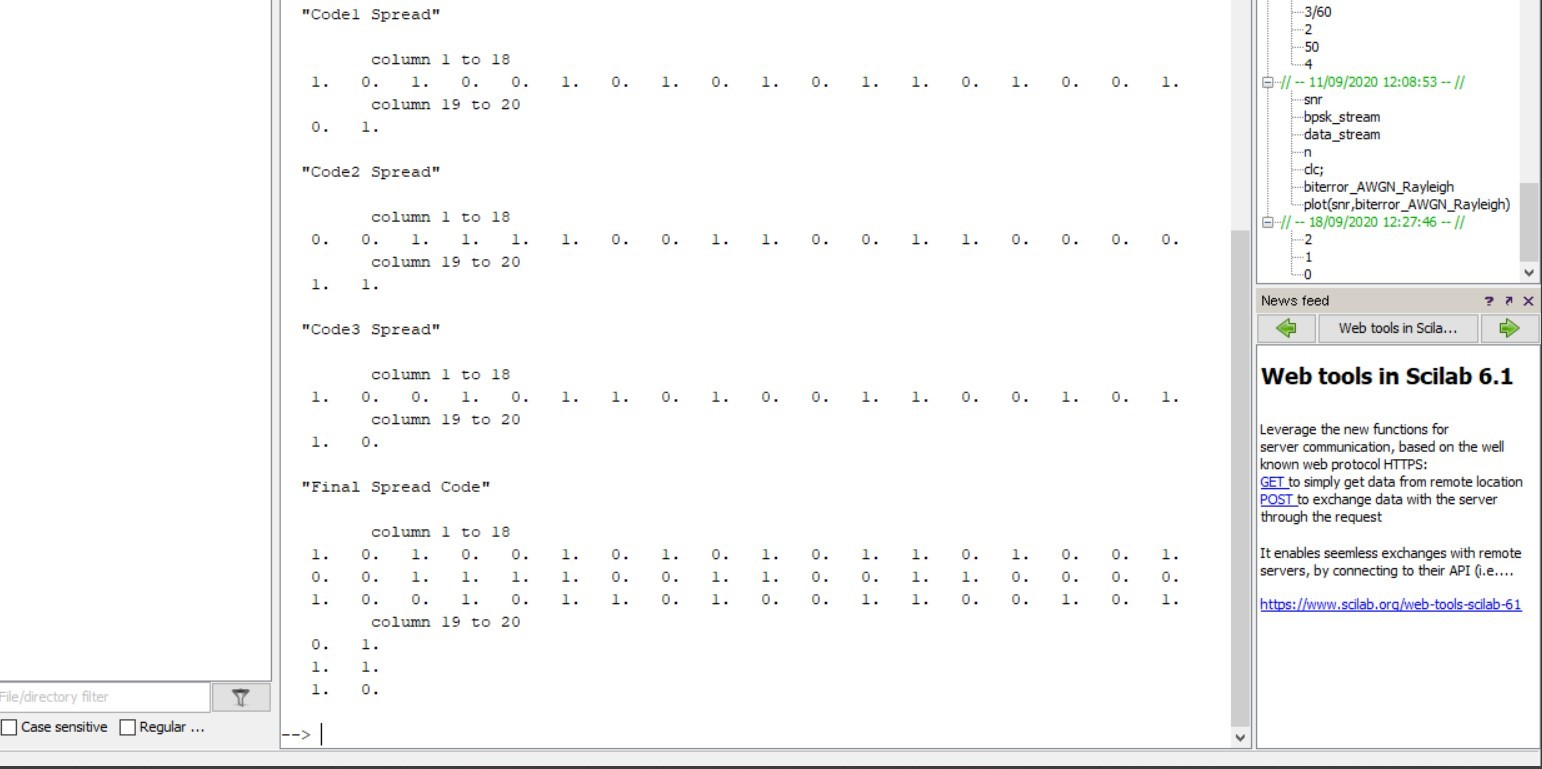 "Code1 Spread"
column 1 to 18
1. 0. 1. 0. 0. 1. 0. 1. 0. 1. 0. 1. 1. 0. 1. 0. 0. 1.
column 19 to 20
0. 1.
"Code2 Spread"
column 1 to 18
0. 0. 1. 1. 1. 1. 0. 0. 1. 1. 0. 0. 1. 1. 0. 0. 0. 0.
column 19 to 20
1. 1.
"Code3 Spread"
column 1 to 18
1. 0. 0. 1. 0. 1. 1. 0. 1. 0. 0. 1. 1. 0. 0. 1. 0. 1.
column 19 to 20
1. 0.
"Final Spread Code"
column 1 to 18
1. 0. 1. 0. 0. 1. 0. 1. 0. 1. 0. 1. 1. 0. 1. 0. 0. 1.
0. 0. 1. 1. 1. 1. 0. 0. 1. 1. 0. 0. 1. 1. 0. 0. 0. 0.
1. 0. 0. 1. 0. 1. 1. 0. 1. 0. 0. 1. 1. 0. 0. 1. 0. 1.
column 19 to 20
0. 1.
1. 1.
1. 0.
-->
File/directory filter
Case sensitive Regular ...
3/60
2
50
4
// -- 11/09/2020 12:08:53 -- //
snr
bpsk_stream
data_stream
n
clc;
biterror_AWGN_Rayleigh
plot(snr,biterror_AWGN_Rayleigh)
// -- 18/09/2020 12:27:46 -- //
2
1
0
News feed ? X
Web tools in Scila...
Web tools in Scilab 6.1
Leverage the new functions for
server communication, based on the well
known web protocol HTTPS:
GET to simply get data from remote location
POST to exchange data with the server
through the request
It enables seemless exchanges with remote
servers, by connecting to their API (i.e....
https://www.scilab.org/web-tools-scilab-61